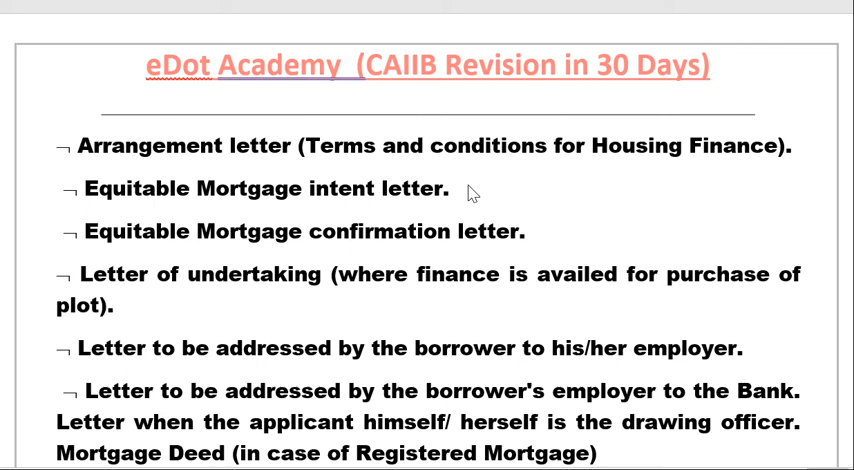 eDot Academy (CAIIB Revision in 30 Days)
¬ Arrangement letter (Terms and conditions for Housing Finance).
¬ Equitable Mortgage intent letter.
¬ Equitable Mortgage confirmation letter.
¬ Letter of undertaking (where finance is availed for purchase of
plot).
¬ Letter to be addressed by the borrower to his/her employer.
¬ Letter to be addressed by the borrower's employer to the Bank.
Letter when the applicant himself/ herself is the drawing officer.
Mortgage Deed (in case of Registered Mortgage)